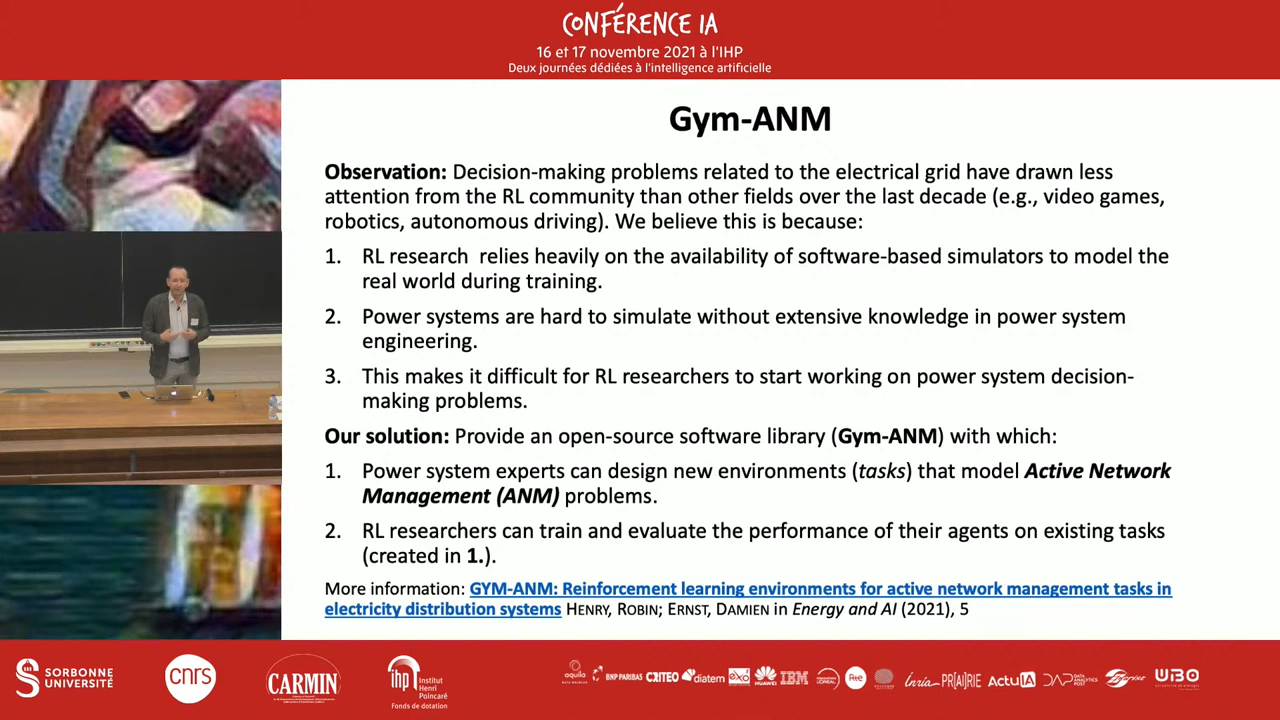 CONFÉRENCE IA
16 et 17 novembre 2021 à l'IHP
Deux journées dédiées à l'intelligence artificielle
Gym-ANM
Observation: Decision-making problems related to the electrical grid have drawn less
attention from the RL community than other fields over the last decade (e.g., video games,
robotics, autonomous driving). We believe this is because:
1. RL research relies heavily on the availability of software-based simulators to model the
real world during training.
2. Power systems are hard to simulate without extensive knowledge in power system
engineering.
3. This makes it difficult for RL researchers to start working on power system decision-
making problems.
Our solution: Provide an open-source software library (Gym-ANM) with which:
1. Power system experts can design new environments (tasks) that model Active Network
Management (ANM) problems.
2. RL researchers can train and evaluate the performance of their agents on existing tasks
(created in 1.).
More information: GYM-ANM: Reinforcement learning environments for active network management tasks in
electricity distribution systems HENRY, ROBIN; ERNST, DAMIEN in Energy and AI (2021), 5
SORBONNE
UNIVERSITÉ
cnrs
CARMIN
ihp
Institut
Henri
Poincaré
Fonds de dotation
aquila
BNP PARIBAS
CRITEO
datem
exo
HUAWEI
IBM
Rte
Inria
PR[AI]RIE
ActuIA
DAP DATA ANALYTICS POST
UBO